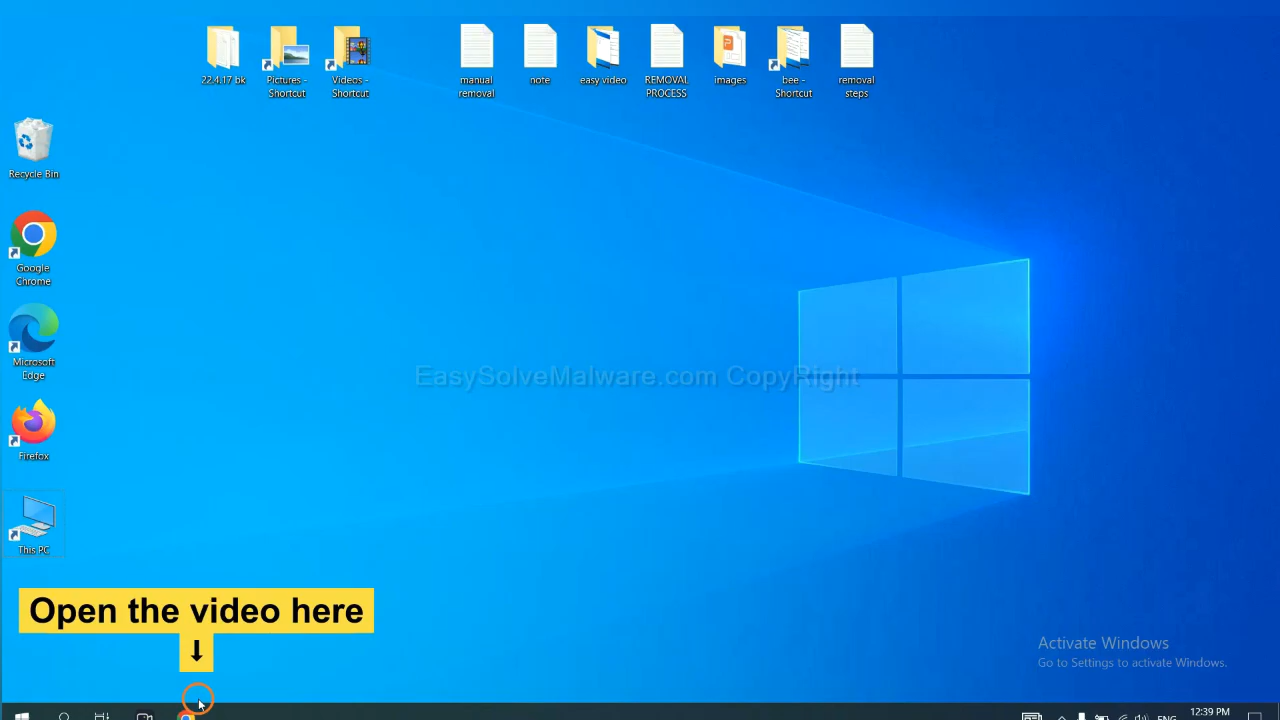 22.4.17 bk
Pictures -
Shortcut
Videos -
Shortcut
manual
removal
note
easy video
REMOVAL
PROCESS
images
bee -
Shortcut
removal
steps
Recycle Bin
Google
Chrome
Microsoft
Edge
Firefox
This PC
EasySolveMalware.com CopyRight
Open the video here
Activate Windows
Go to Settings to activate Windows.
12:39 PM
ENG